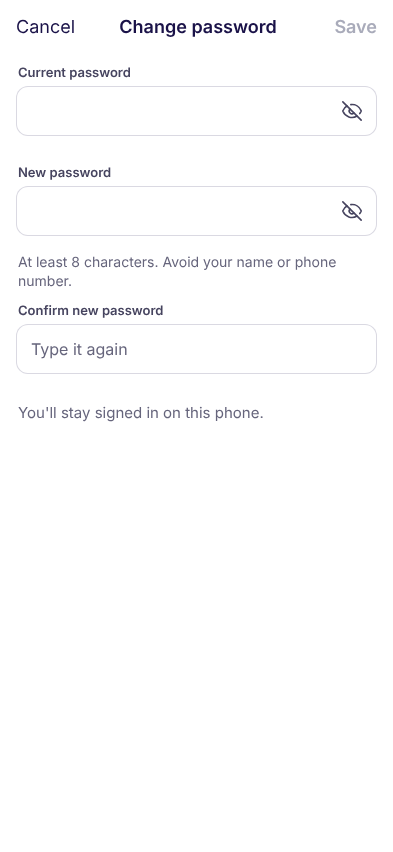 Cancel Change password Save
Current password
New password
At least 8 characters. Avoid your name or phone
number.
Confirm new password
Type it again
You'll stay signed in on this phone.